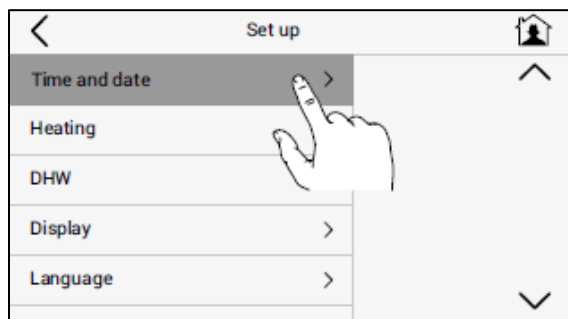 Set up
Time and date
Heating
DHW
Display
Language